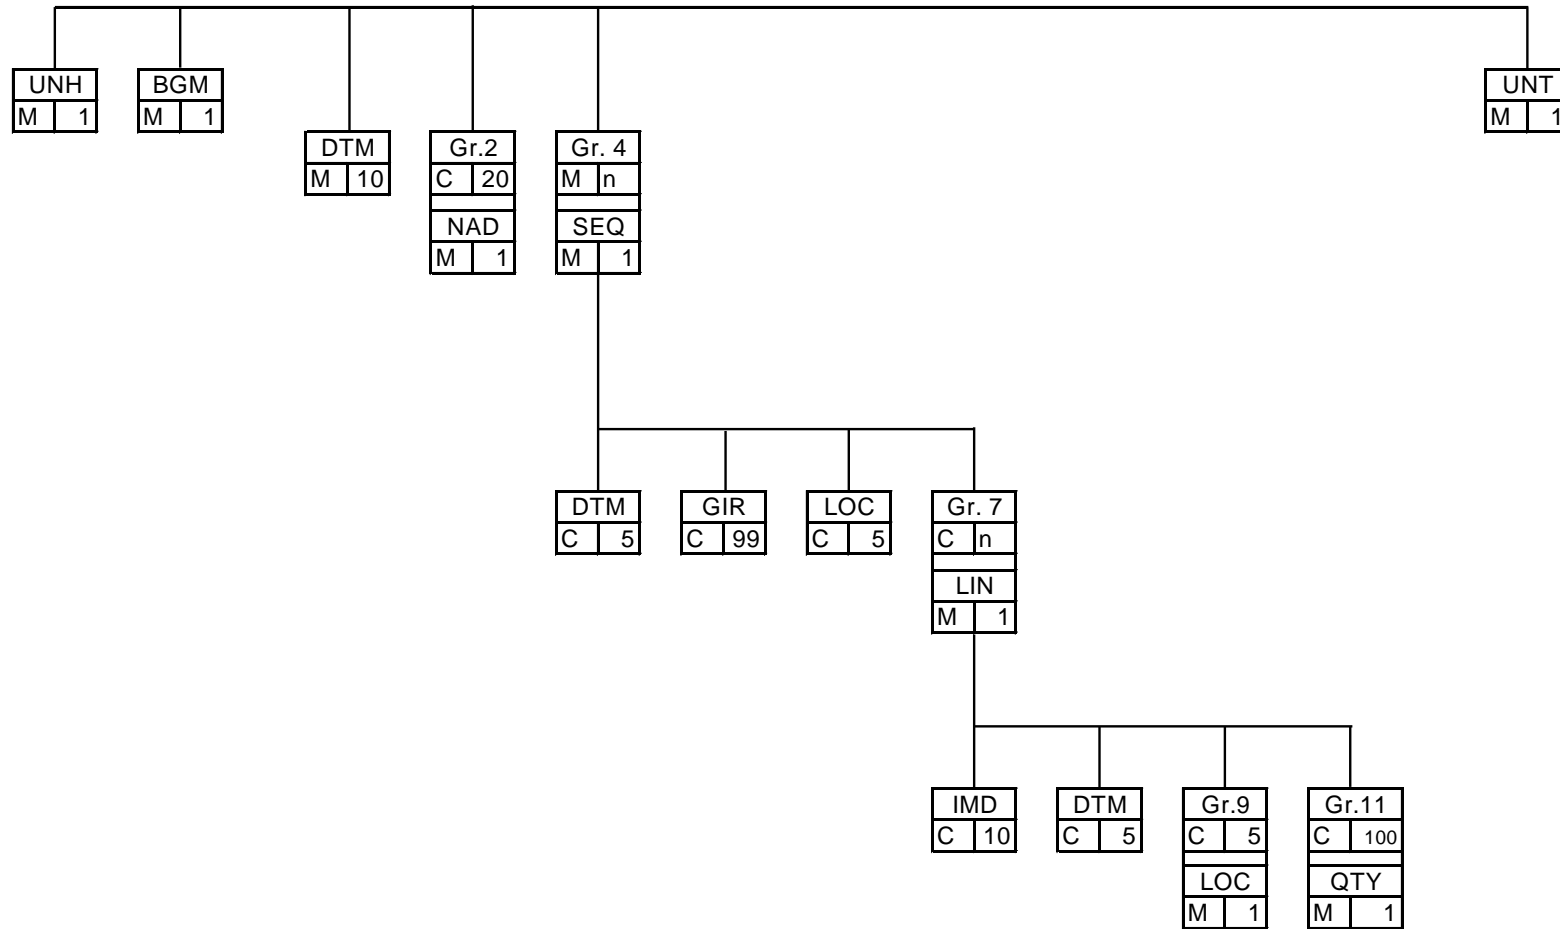 UNH
M 1
BGM
M 1
UNT
M 1
DTM
M 10
Gr.2
C 20
NAD
M 1
Gr. 4
M n
SEQ
M 1
DTM
C 5
GIR
C 99
LOC
C 5
Gr. 7
C n
LIN
M 1
IMD
C 10
DTM
C 5
Gr.9
C 5
LOC
M 1
Gr.11
C 100
QTY
M 1